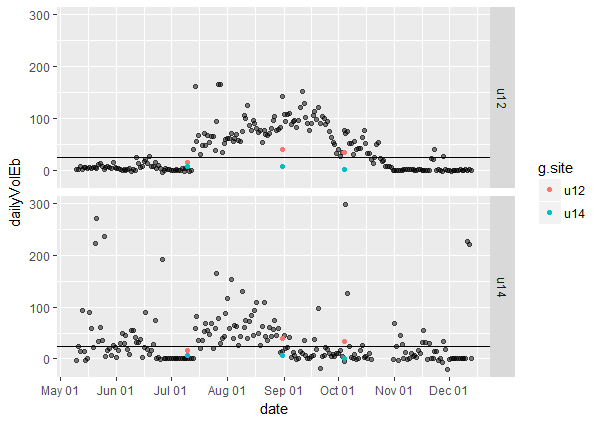 300
200
100
0
u12
dailyVolEb
300
200
100
0
u14
g.site
u12
u14
May 01 Jun 01 Jul 01 Aug 01 Sep 01 Oct 01 Nov 01 Dec 01
date